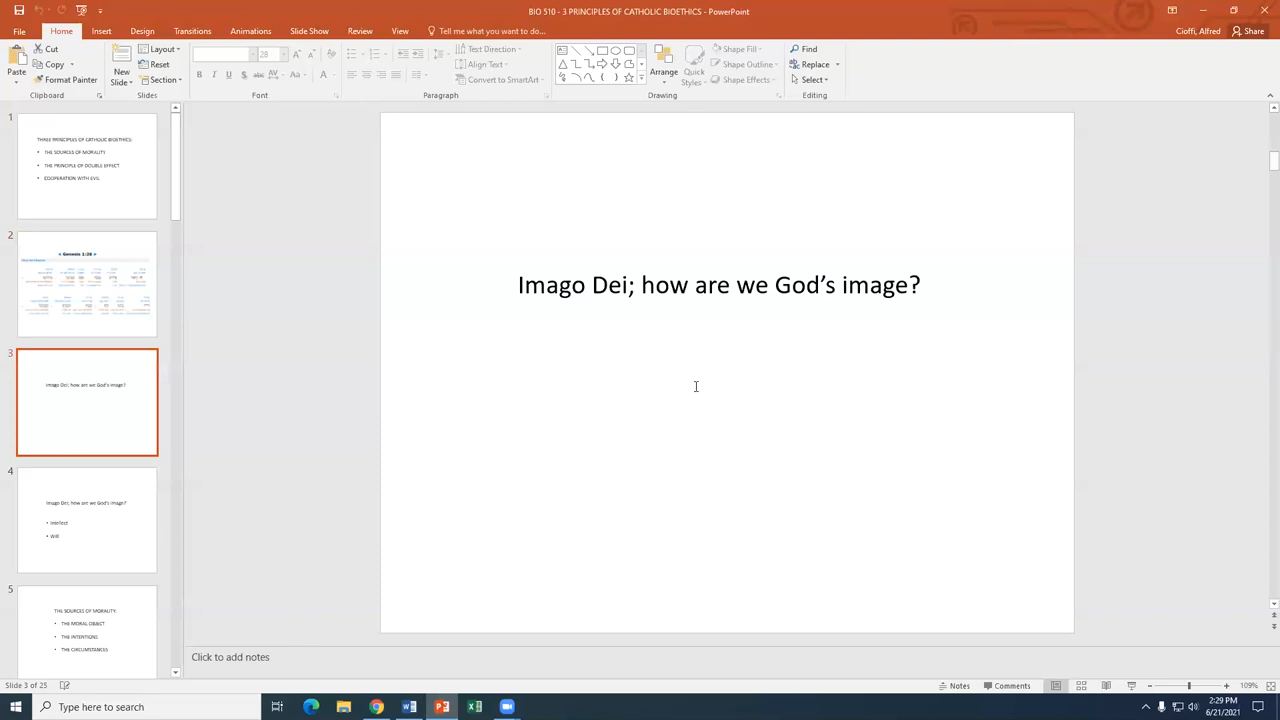 BIO 510 - 3 PRINCIPLES OF CATHOLIC BIOETHICS - PowerPoint
Cioffi, Alfred
Share
File
Home
Insert
Design
Transitions
Animations
Slide Show
Review
View
Tell me what you want to do...
Paste
Cut
Copy
Format Painter
Clipboard
New
Slide
Layout
Reset
Section
Slides
28
Font
Text Direction
Align Text
Convert to SmartArt
Paragraph
Arrange
Quick
Styles
Shape Fill
Shape Outline
Shape Effects
Drawing
Find
Replace
Select
Editing
1
THREE PRINCIPLES OF CATHOLIC BIOETHICS:
• THE SOURCES OF MORALITY
• THE PRINCIPLE OF DOUBLE EFFECT
• COOPERATION WITH EVIL
2
Genesis 1:26
3
Imago Dei; how are we God's image?
4
Imago Dei; how are we God's image?
• Intellect
• Will
5
THE SOURCES OF MORALITY:
• THE MORAL OBJECT
• THE INTENTIONS
• THE CIRCUMSTANCES
Imago Dei; how are we God’s image?
Click to add notes
Slide 3 of 25
Notes
Comments
109%
Type here to search
2:29 PM
6/21/2021